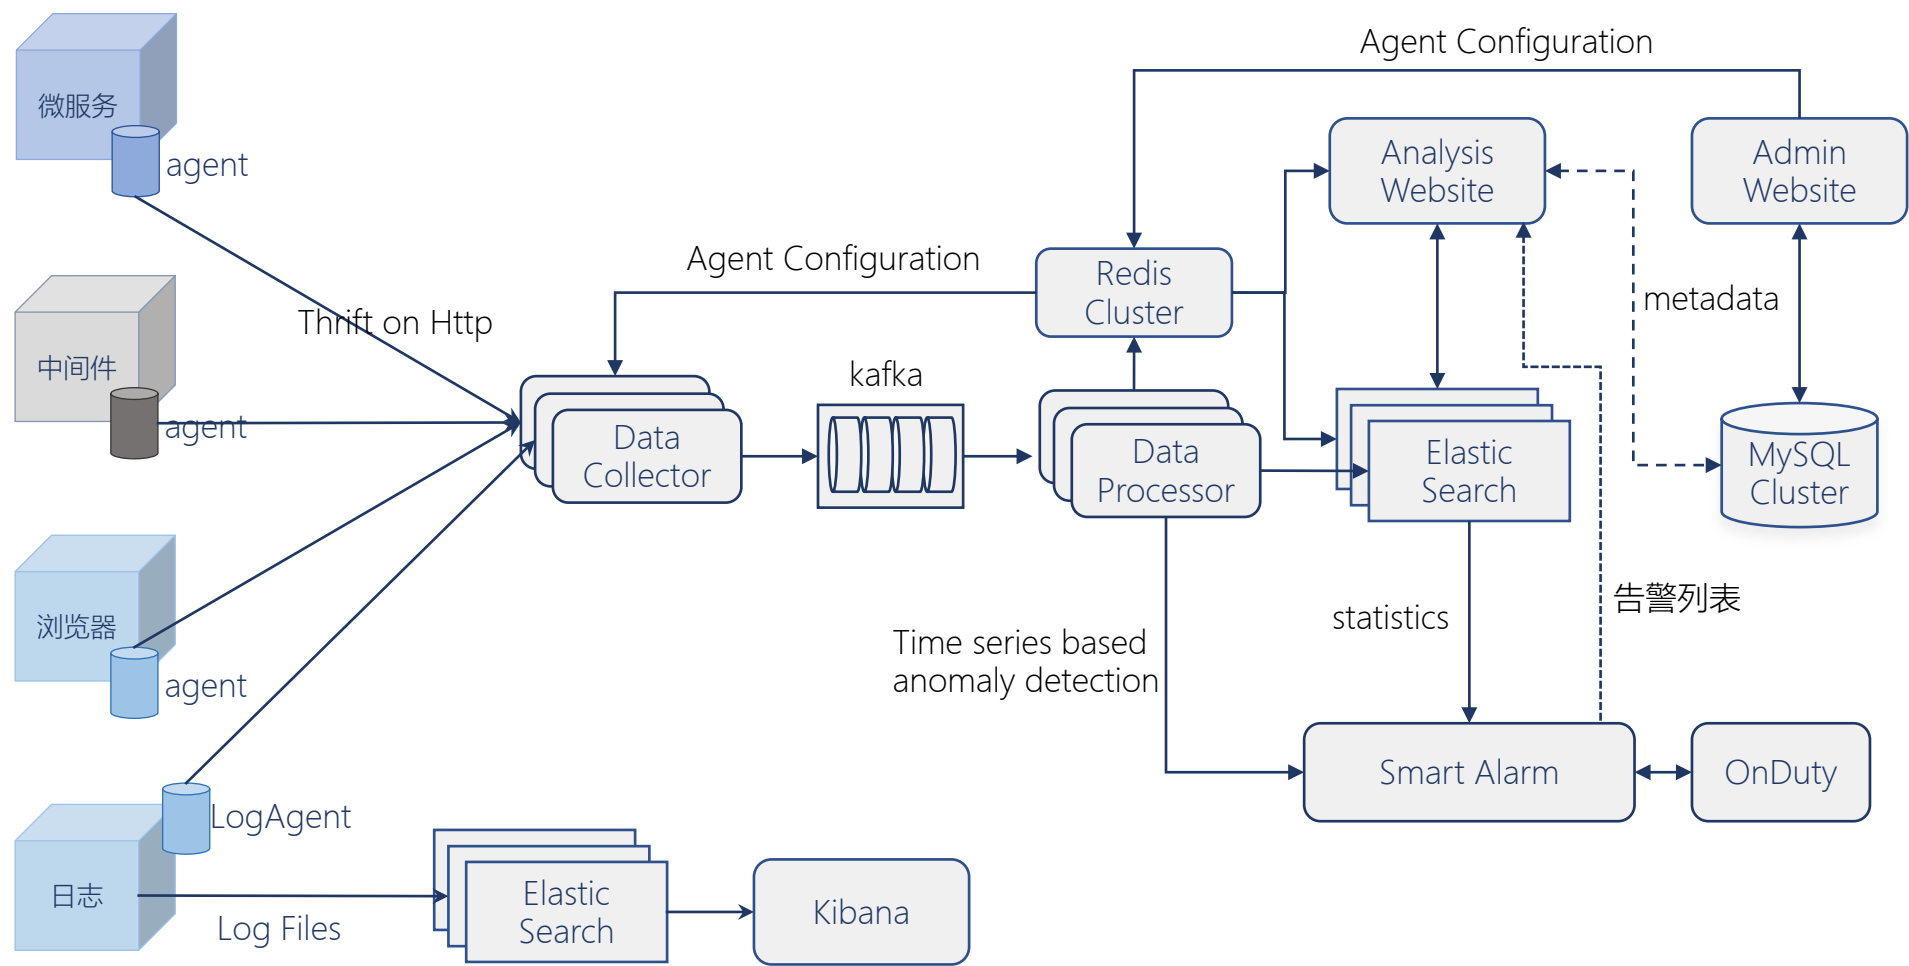 Agent Configuration
微服务
agent
Analysis
Website
Admin
Website
Agent Configuration
Redis
Cluster
metadata
Thrift on Http
中间件
agent
kafka
Data
Collector
Data
Processor
Elastic
Search
MySQL
Cluster
浏览器
agent
Time series based
anomaly detection
statistics
告警列表
LogAgent
Smart Alarm
OnDuty
日志
Log Files
Elastic
Search
Kibana